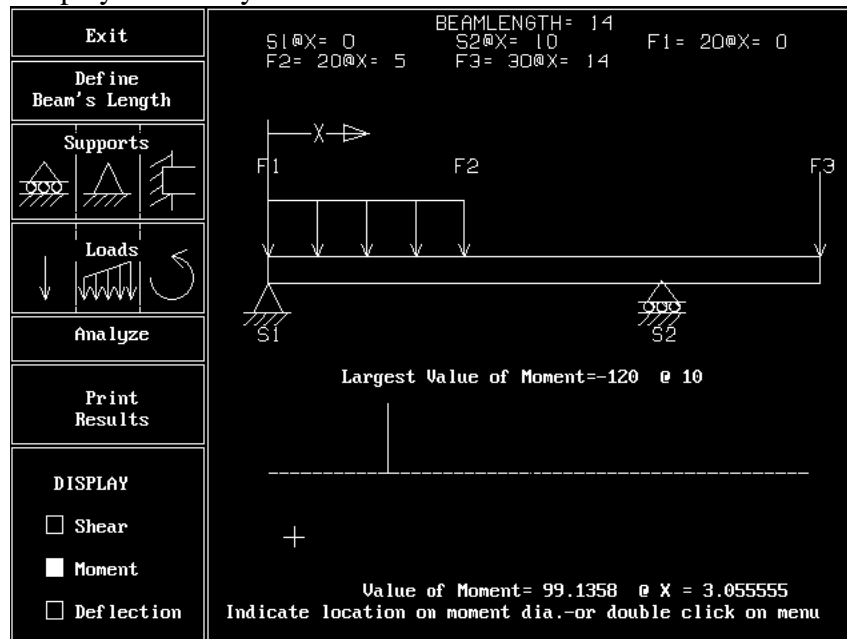 Exit
Define
Beam's Length
Supports
Loads
Analyze
Print
Results
DISPLAY
Shear
Moment
Deflection
BEAMLENGTH= 14
S1@X= 0 S2@X= 10 F1= 20@X= 0
F2= 20@X= 5 F3= 30@X= 14
X
F1 F2 F3
S1 S2
Largest Value of Moment=-120 @ 10
Value of Moment= 99.1358 @ X = 3.055555
Indicate location on moment dia.-or double click on menu